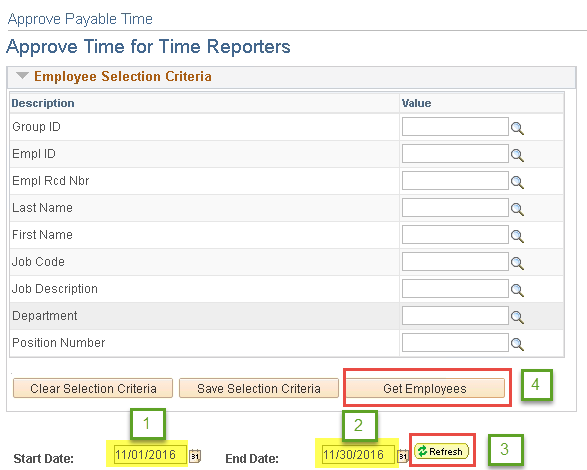 Approve Payable Time
Approve Time for Time Reporters
Employee Selection Criteria
Description Value
Group ID
Empl ID
Empl Rcd Nbr
Last Name
First Name
Job Code
Job Description
Department
Position Number
Clear Selection Criteria Save Selection Criteria Get Employees 4
1 2
Start Date: 11/01/2016 31 End Date: 11/30/2016 31 Refresh 3